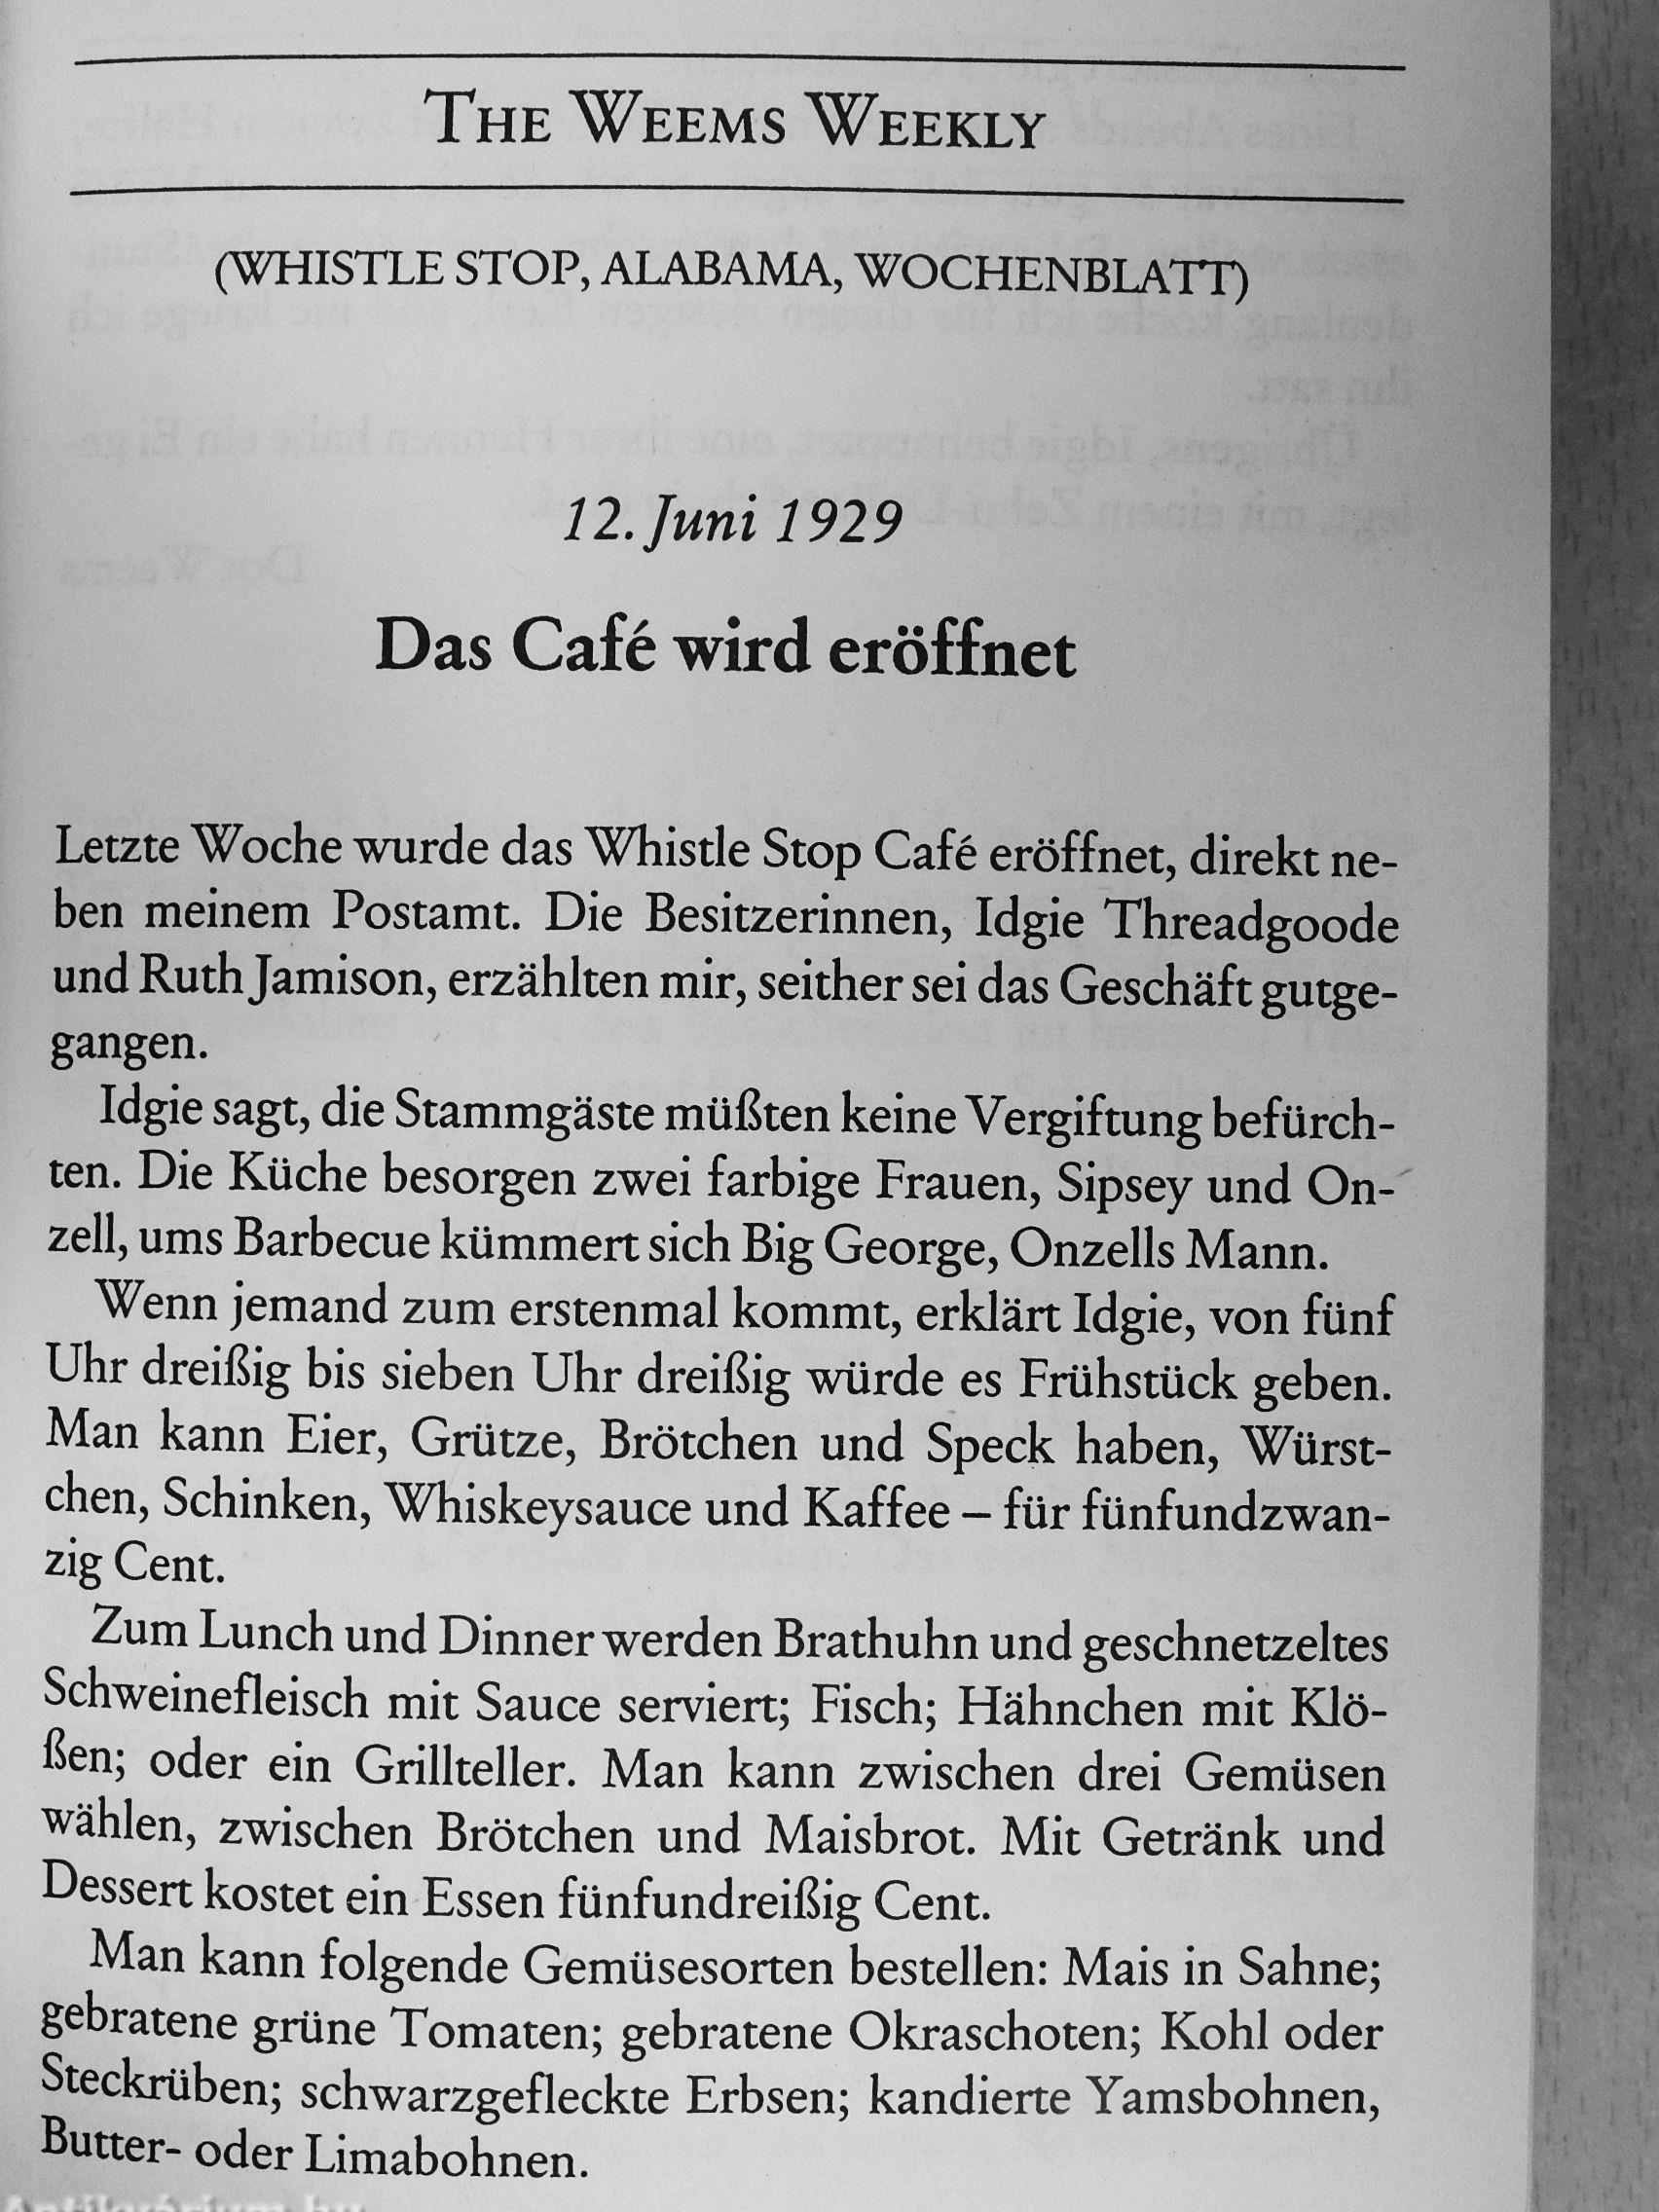 THE WEEMS WEEKLY
(WHISTLE STOP, ALABAMA, WOCHENBLATT)
12. Juni 1929
Das Café wird eröffnet
Letzte Woche wurde das Whistle Stop Café eröffnet, direkt ne-
ben meinem Postamt. Die Besitzerinnen, Idgie Threadgoode
und Ruth Jamison, erzählten mir, seither sei das Geschäft gutge-
gangen.
Idgie sagt, die Stammgäste müßten keine Vergiftung befürch-
ten. Die Küche besorgen zwei farbige Frauen, Sipsey und On-
zell, ums Barbecue kümmert sich Big George, Onzells Mann.
Wenn jemand zum erstenmal kommt, erklärt Idgie, von fünf
Uhr dreißig bis sieben Uhr dreißig würde es Frühstück geben.
Man kann Eier, Grütze, Brötchen und Speck haben, Würst-
chen, Schinken, Whiskeysauce und Kaffee – für fünfundzwan-
zig Cent.
Zum Lunch und Dinner werden Brathuhn und geschnetzeltes
Schweinefleisch mit Sauce serviert; Fisch; Hähnchen mit Klö-
ßen; oder ein Grillteller. Man kann zwischen drei Gemüsen
wählen, zwischen Brötchen und Maisbrot. Mit Getränk und
Dessert kostet ein Essen fünfundreißig Cent.
Man kann folgende Gemüsesorten bestellen: Mais in Sahne;
gebratene grüne Tomaten; gebratene Okraschoten; Kohl oder
Steckrüben; schwarzgefleckte Erbsen; kandierte Yamsbohnen,
Butter- oder Limabohnen.